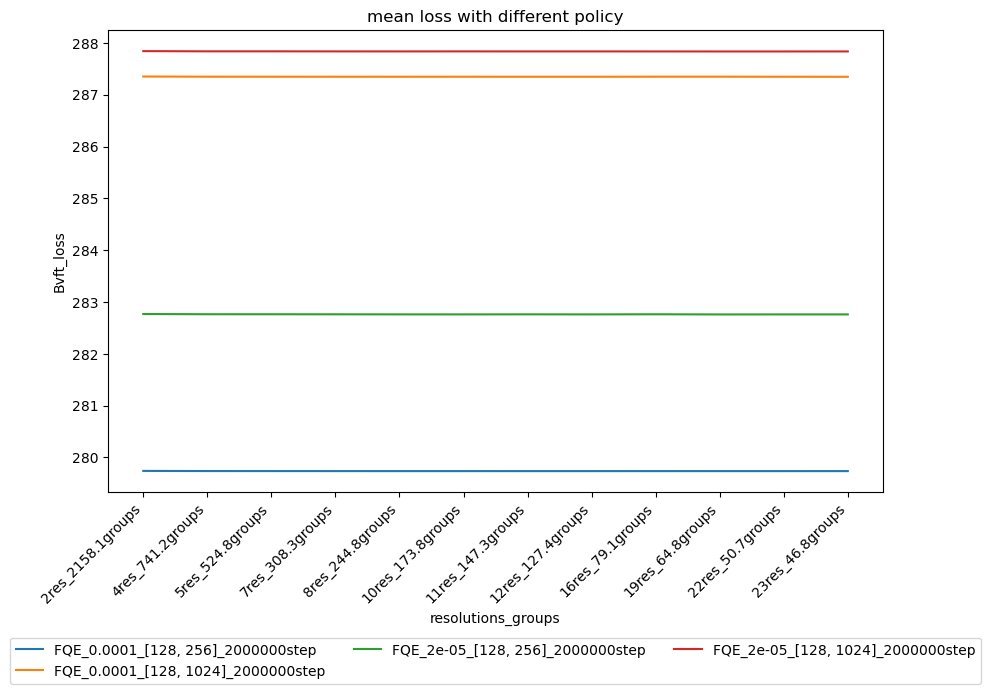 mean loss with different policy
288
287
286
285
284
283
282
281
280
Bvft_loss
2res_2158.1groups
4res_741.2groups
5res_524.8groups
7res_308.3groups
8res_244.8groups
10res_173.8groups
11res_147.3groups
12res_127.4groups
16res_79.1groups
19res_64.8groups
22res_50.7groups
23res_46.8groups
resolutions_groups
FQE_0.0001_[128, 256]_2000000step
FQE_0.0001_[128, 1024]_2000000step
FQE_2e-05_[128, 256]_2000000step
FQE_2e-05_[128, 1024]_2000000step